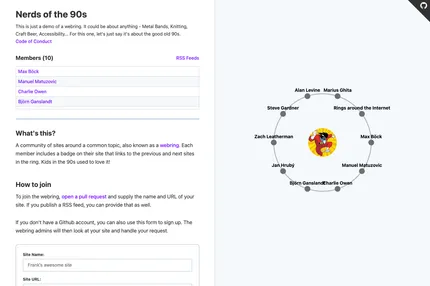 Nerds of the 90s
This is just a demo of a webring. It could be about anything - Metal Bands, Knitting,
Craft Beer, Accessibility... For this one, let's just say it's about the good old 90s.
Code of Conduct
Members (10)
RSS Feeds
Max Böck
Manuel Matuzovic
Charlie Owen
Björn Ganslandt
What's this?
A community of sites around a common topic, also known as a webring. Each
member includes a badge on their site that links to the previous and next sites
in the ring. Kids in the 90s used to love it!
How to join
To join the webring, open a pull request and supply the name and URL of your
site. If you publish a RSS feed, you can provide that as well.
If you don't have a Github account, you can also use this form to sign up. The
webring admins will then look at your site and handle your request.
Site Name:
Frank's awesome site
Site URL:
Alan Levine
Marius Ghita
Steve Gardner
Rings around the Internet
Zach Leatherman
Max Böck
Jan Hrubý
Manuel Matuzovic
Björn Ganslandt
Charlie Owen